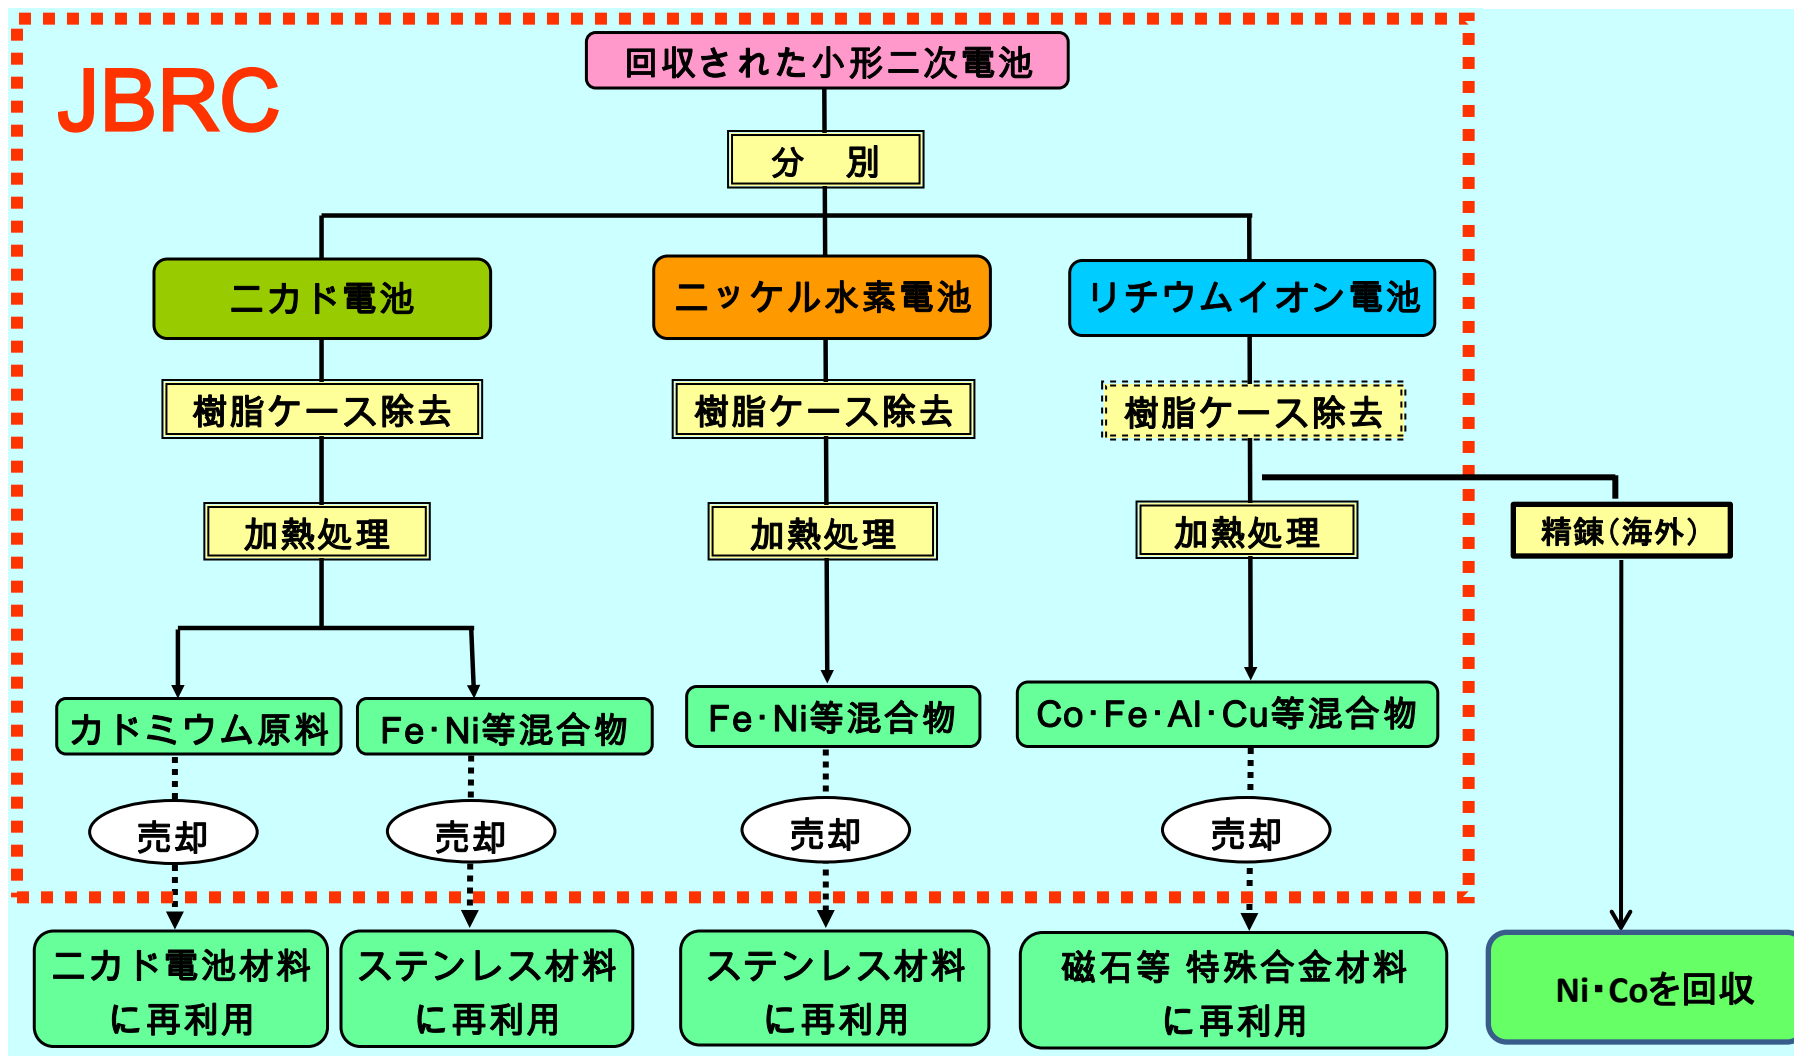 JBRC
回収された小形二次電池
分　別
ニカド電池
ニッケル水素電池
リチウムイオン電池
樹脂ケース除去
樹脂ケース除去
樹脂ケース除去
加熱処理
加熱処理
加熱処理
精錬(海外)
カドミウム原料
Fe･Ni等混合物
Fe･Ni等混合物
Co･Fe･Al･Cu等混合物
売却
売却
売却
売却
ニカド電池材料
に再利用
ステンレス材料
に再利用
ステンレス材料
に再利用
磁石等 特殊合金材料
に再利用
Ni･Coを回収